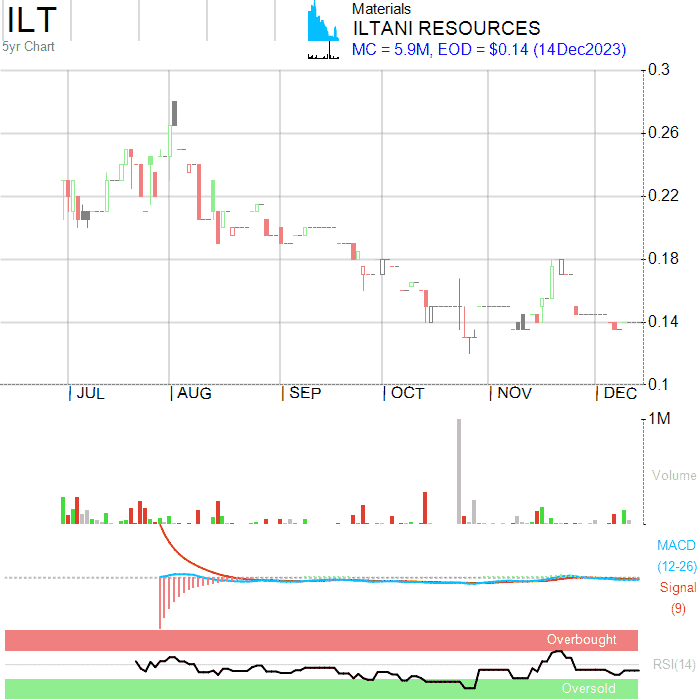 ILT
5yr Chart
Materials
ILTANI RESOURCES
MC = 5.9M, EOD = $0.14 (14Dec2023)
0.3
0.26
0.22
0.18
0.14
0.1
JUL AUG SEP OCT NOV DEC
1M
Volume
MACD
(12-26)
Signal
(9)
Overbought
RSI(14)
Oversold